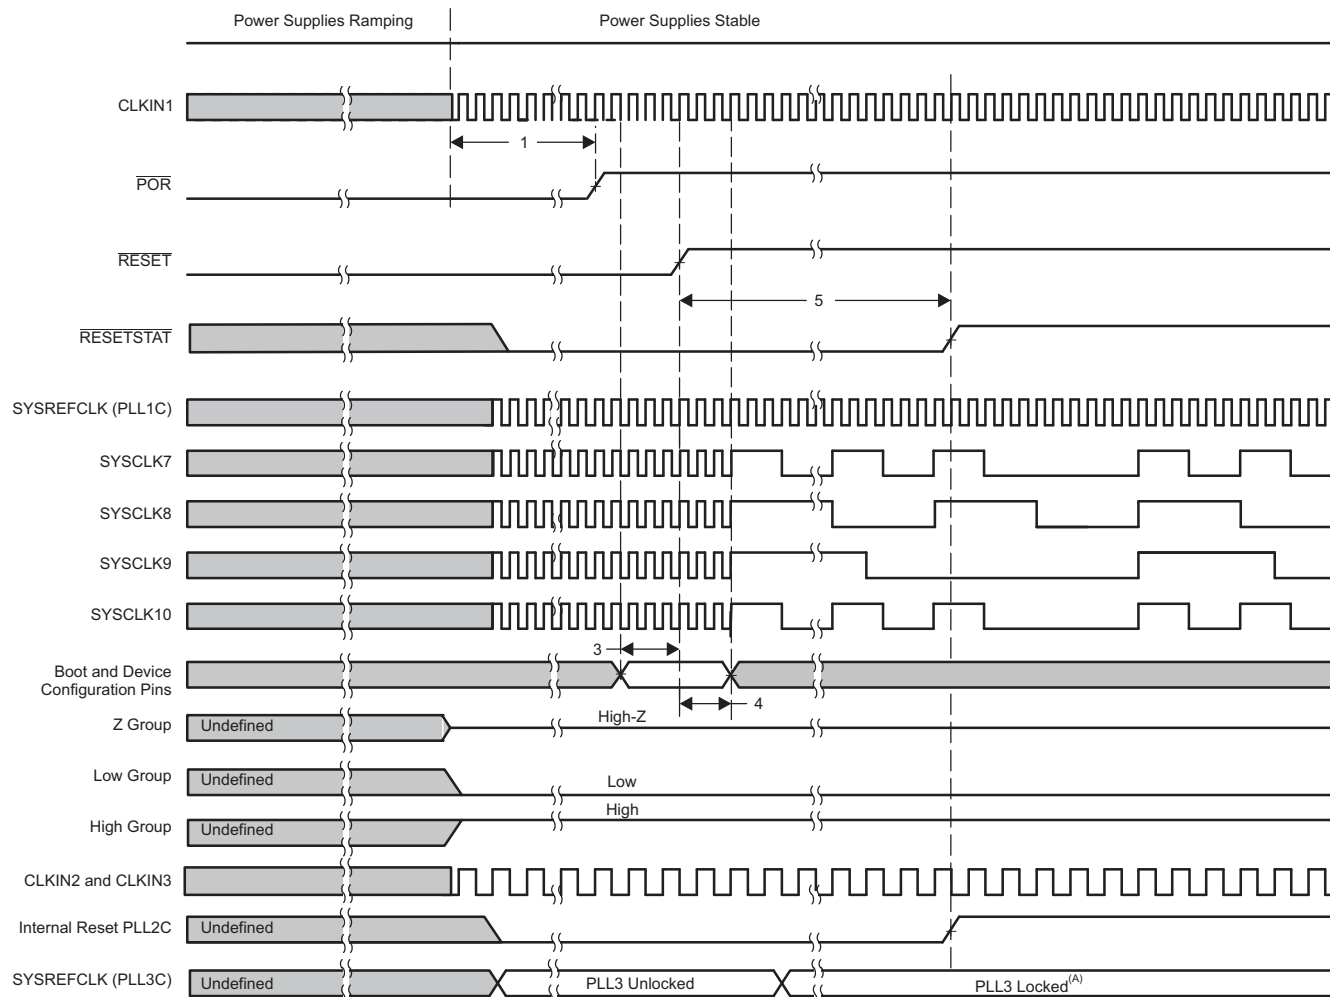 Power Supplies Ramping
Power Supplies Stable
CLKIN1
1
POR
RESET
5
RESETSTAT
SYSREFCLK (PLL1C)
SYSCLK7
SYSCLK8
SYSCLK9
SYSCLK10
3
Boot and Device
Configuration Pins
4
Z Group
Undefined
High-Z
Low Group
Undefined
Low
High
High Group
Undefined
CLKIN2 and CLKIN3
Internal Reset PLL2C
Undefined
SYSREFCLK (PLL3C)
Undefined
PLL3 Unlocked
PLL3 Locked(A)